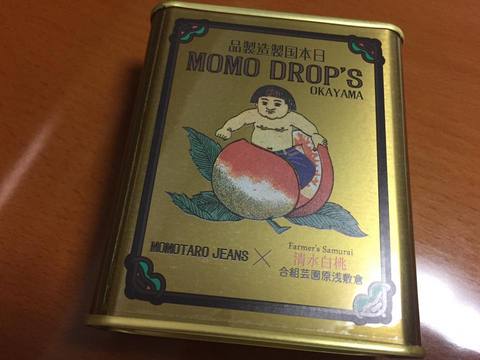 品製造製国本日
MOMO DROP'S
OKAYAMA
MOMOTARO JEANS × Farmer's Samurai
清水白桃
合組芸園原浅敷倉